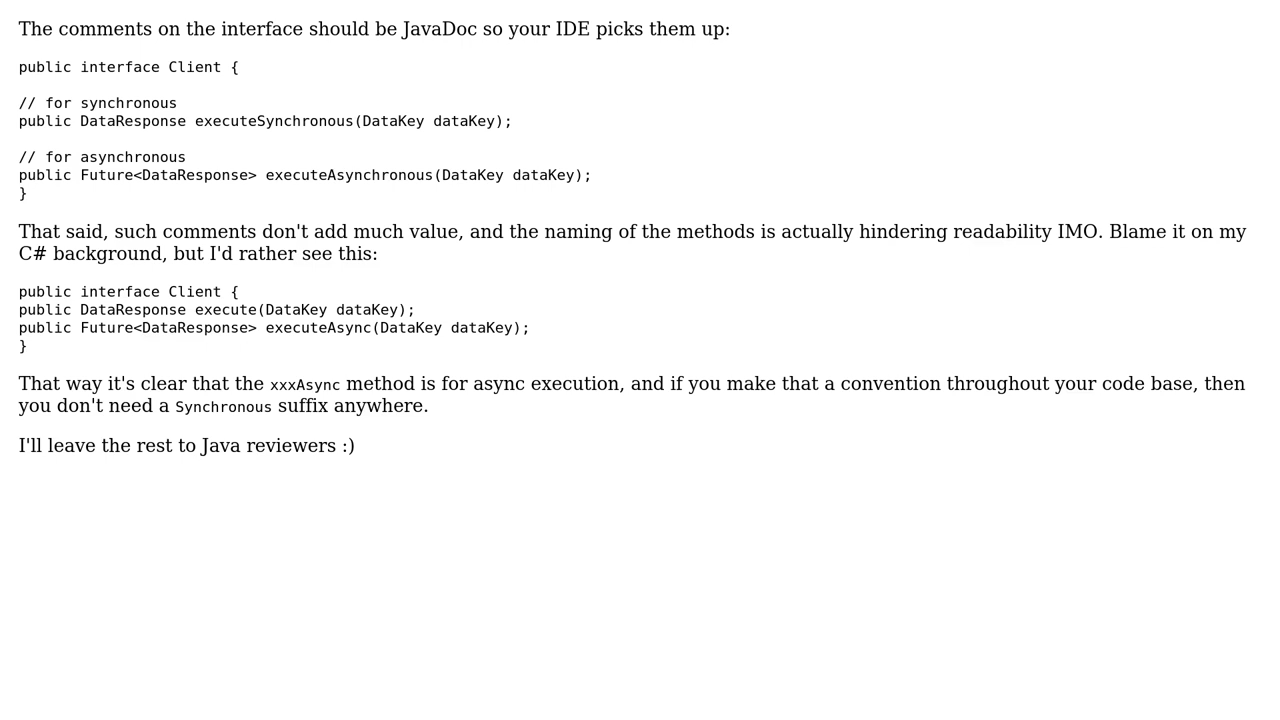 The comments on the interface should be JavaDoc so your IDE picks them up:
public interface Client {
// for synchronous
public DataResponse executeSynchronous(DataKey dataKey);
// for asynchronous
public Future<DataResponse> executeAsynchronous(DataKey dataKey);
}
That said, such comments don't add much value, and the naming of the methods is actually hindering readability IMO. Blame it on my
C# background, but I'd rather see this:
public interface Client {
public DataResponse execute(DataKey dataKey);
public Future<DataResponse> executeAsync(DataKey dataKey);
}
That way it's clear that the xxxAsync method is for async execution, and if you make that a convention throughout your code base, then
you don't need a Synchronous suffix anywhere.
I'll leave the rest to Java reviewers :)